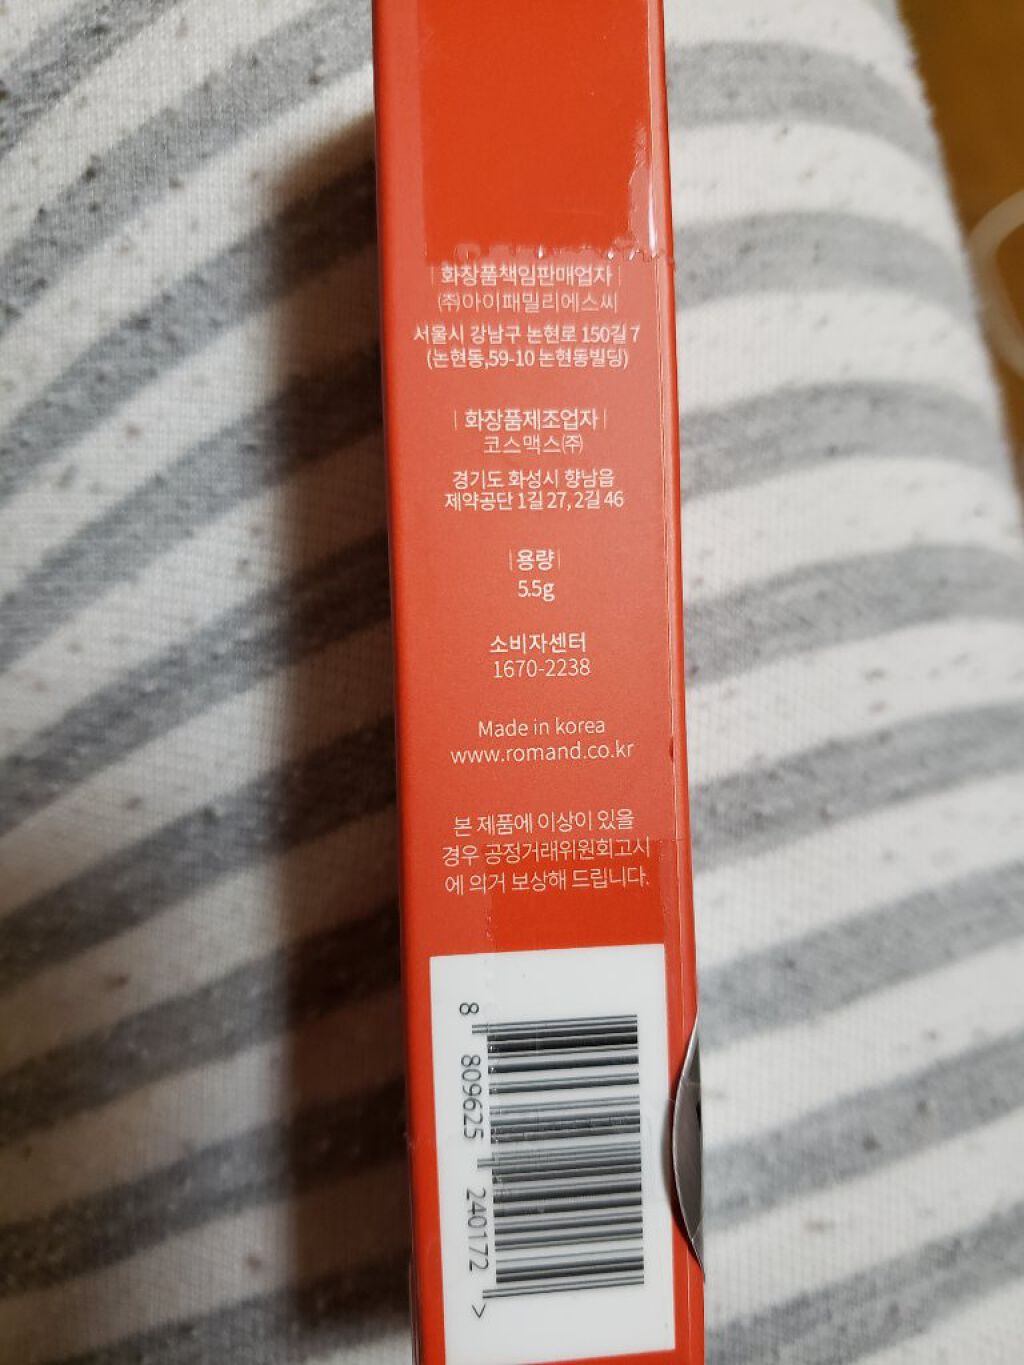 | 화장품책임판매업자 |
㈜아이패밀리에스씨
서울시 강남구 논현로 150길 7
(논현동,59-10 논현동빌딩)
| 화장품제조업자 |
코스맥스㈜
경기도 화성시 향남읍
제약공단 1길 27, 2길 46
| 용량 |
5.5g
소비자센터
1670-2238
Made in korea
www.romand.co.kr
본 제품에 이상이 있을
경우 공정거래위원회고시
에 의거 보상해 드립니다.
8 809625 240172 >